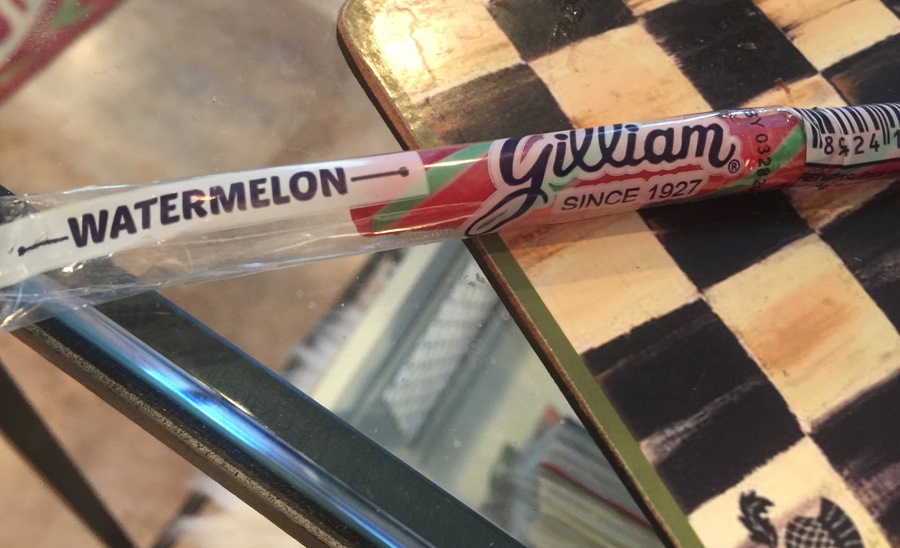 WATERMELON
Gilliam®
SINCE 1927